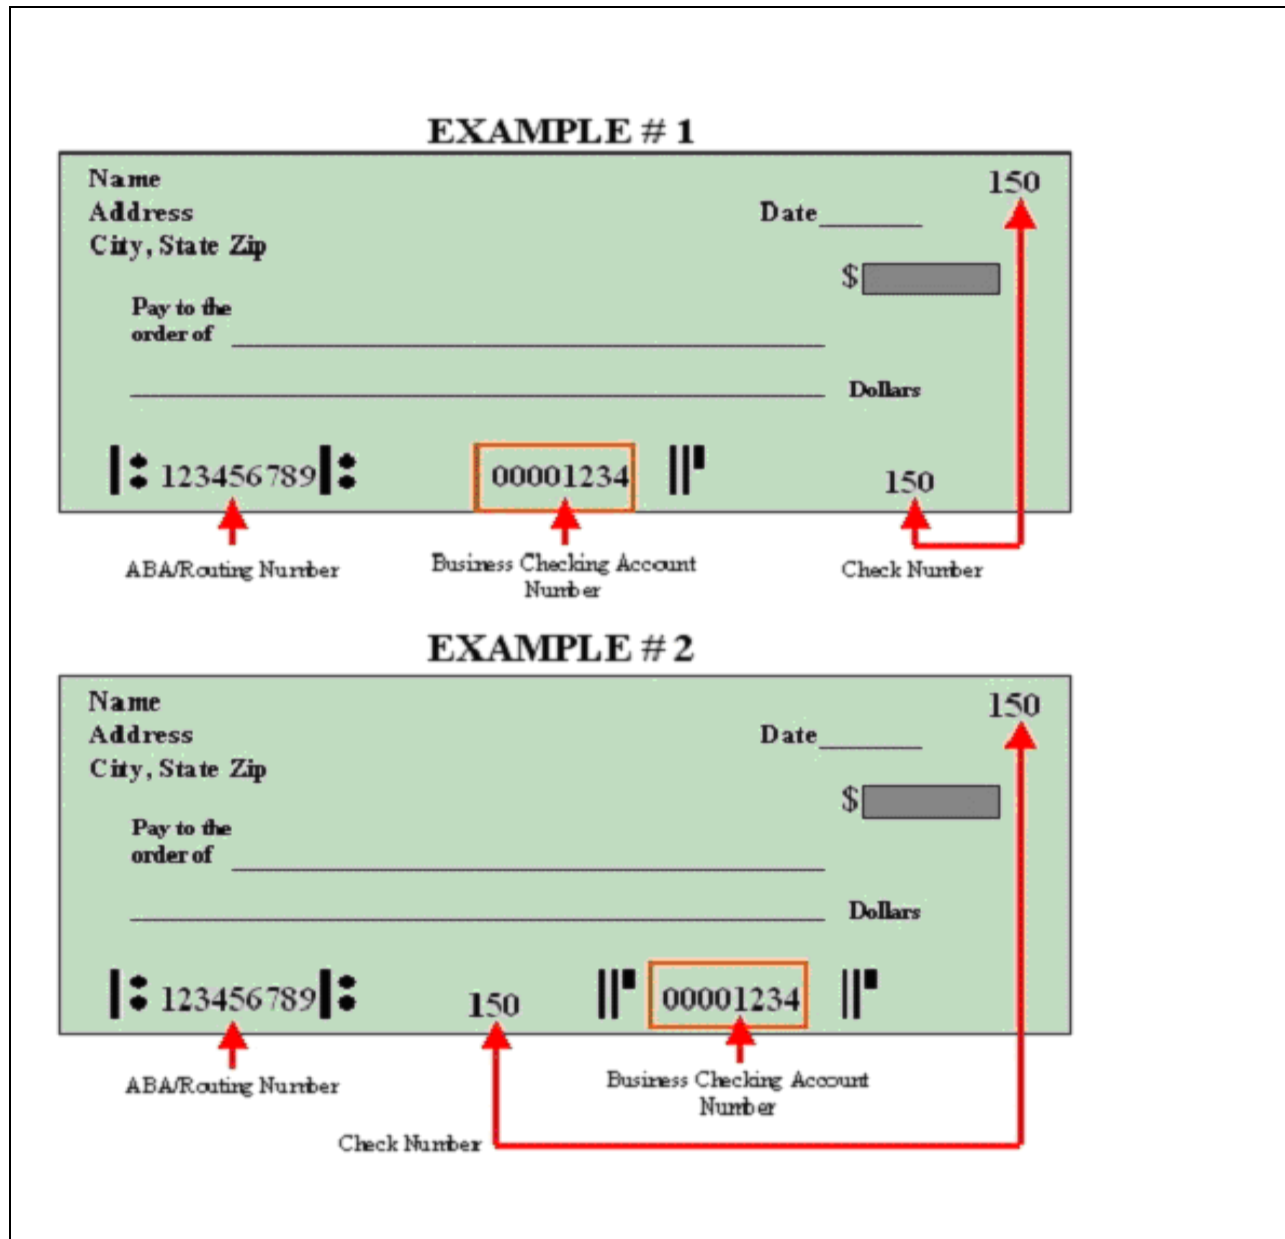 EXAMPLE # 1
Name
150
Address
Date
City, State Zip
$
Pay to the
order of
Dollars
123456789 00001234 150
ABA/Routing Number
Business Checking Account
Number
Check Number
EXAMPLE # 2
Name
150
Address
Date
City, State Zip
$
Pay to the
order of
Dollars
123456789 150 00001234
ABA/Routing Number
Business Checking Account
Number
Check Number